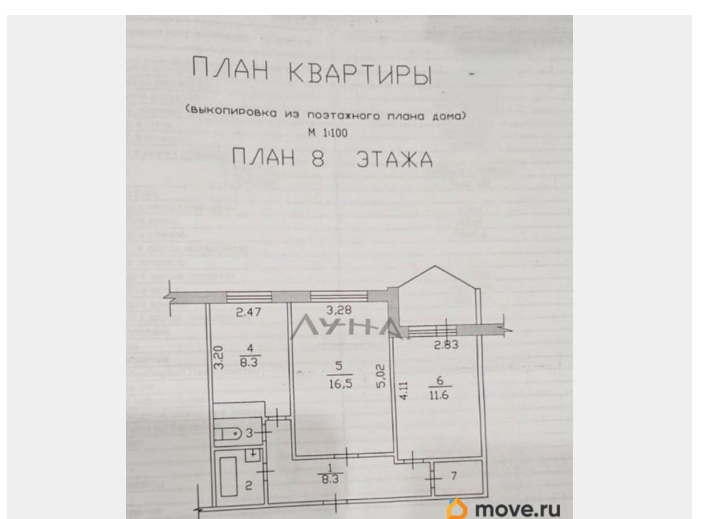 ПЛАН КВАРТИРЫ -
(выкопировка из поэтажного плана дома)
М 1:100
ПЛАН 8 ЭТАЖА
2.47
3,28
ЛУНА
2.83
3.20
4
8.3
5
16,5
5,02
4.11
6
11.6
3
2
1
8.3
7
move.ru